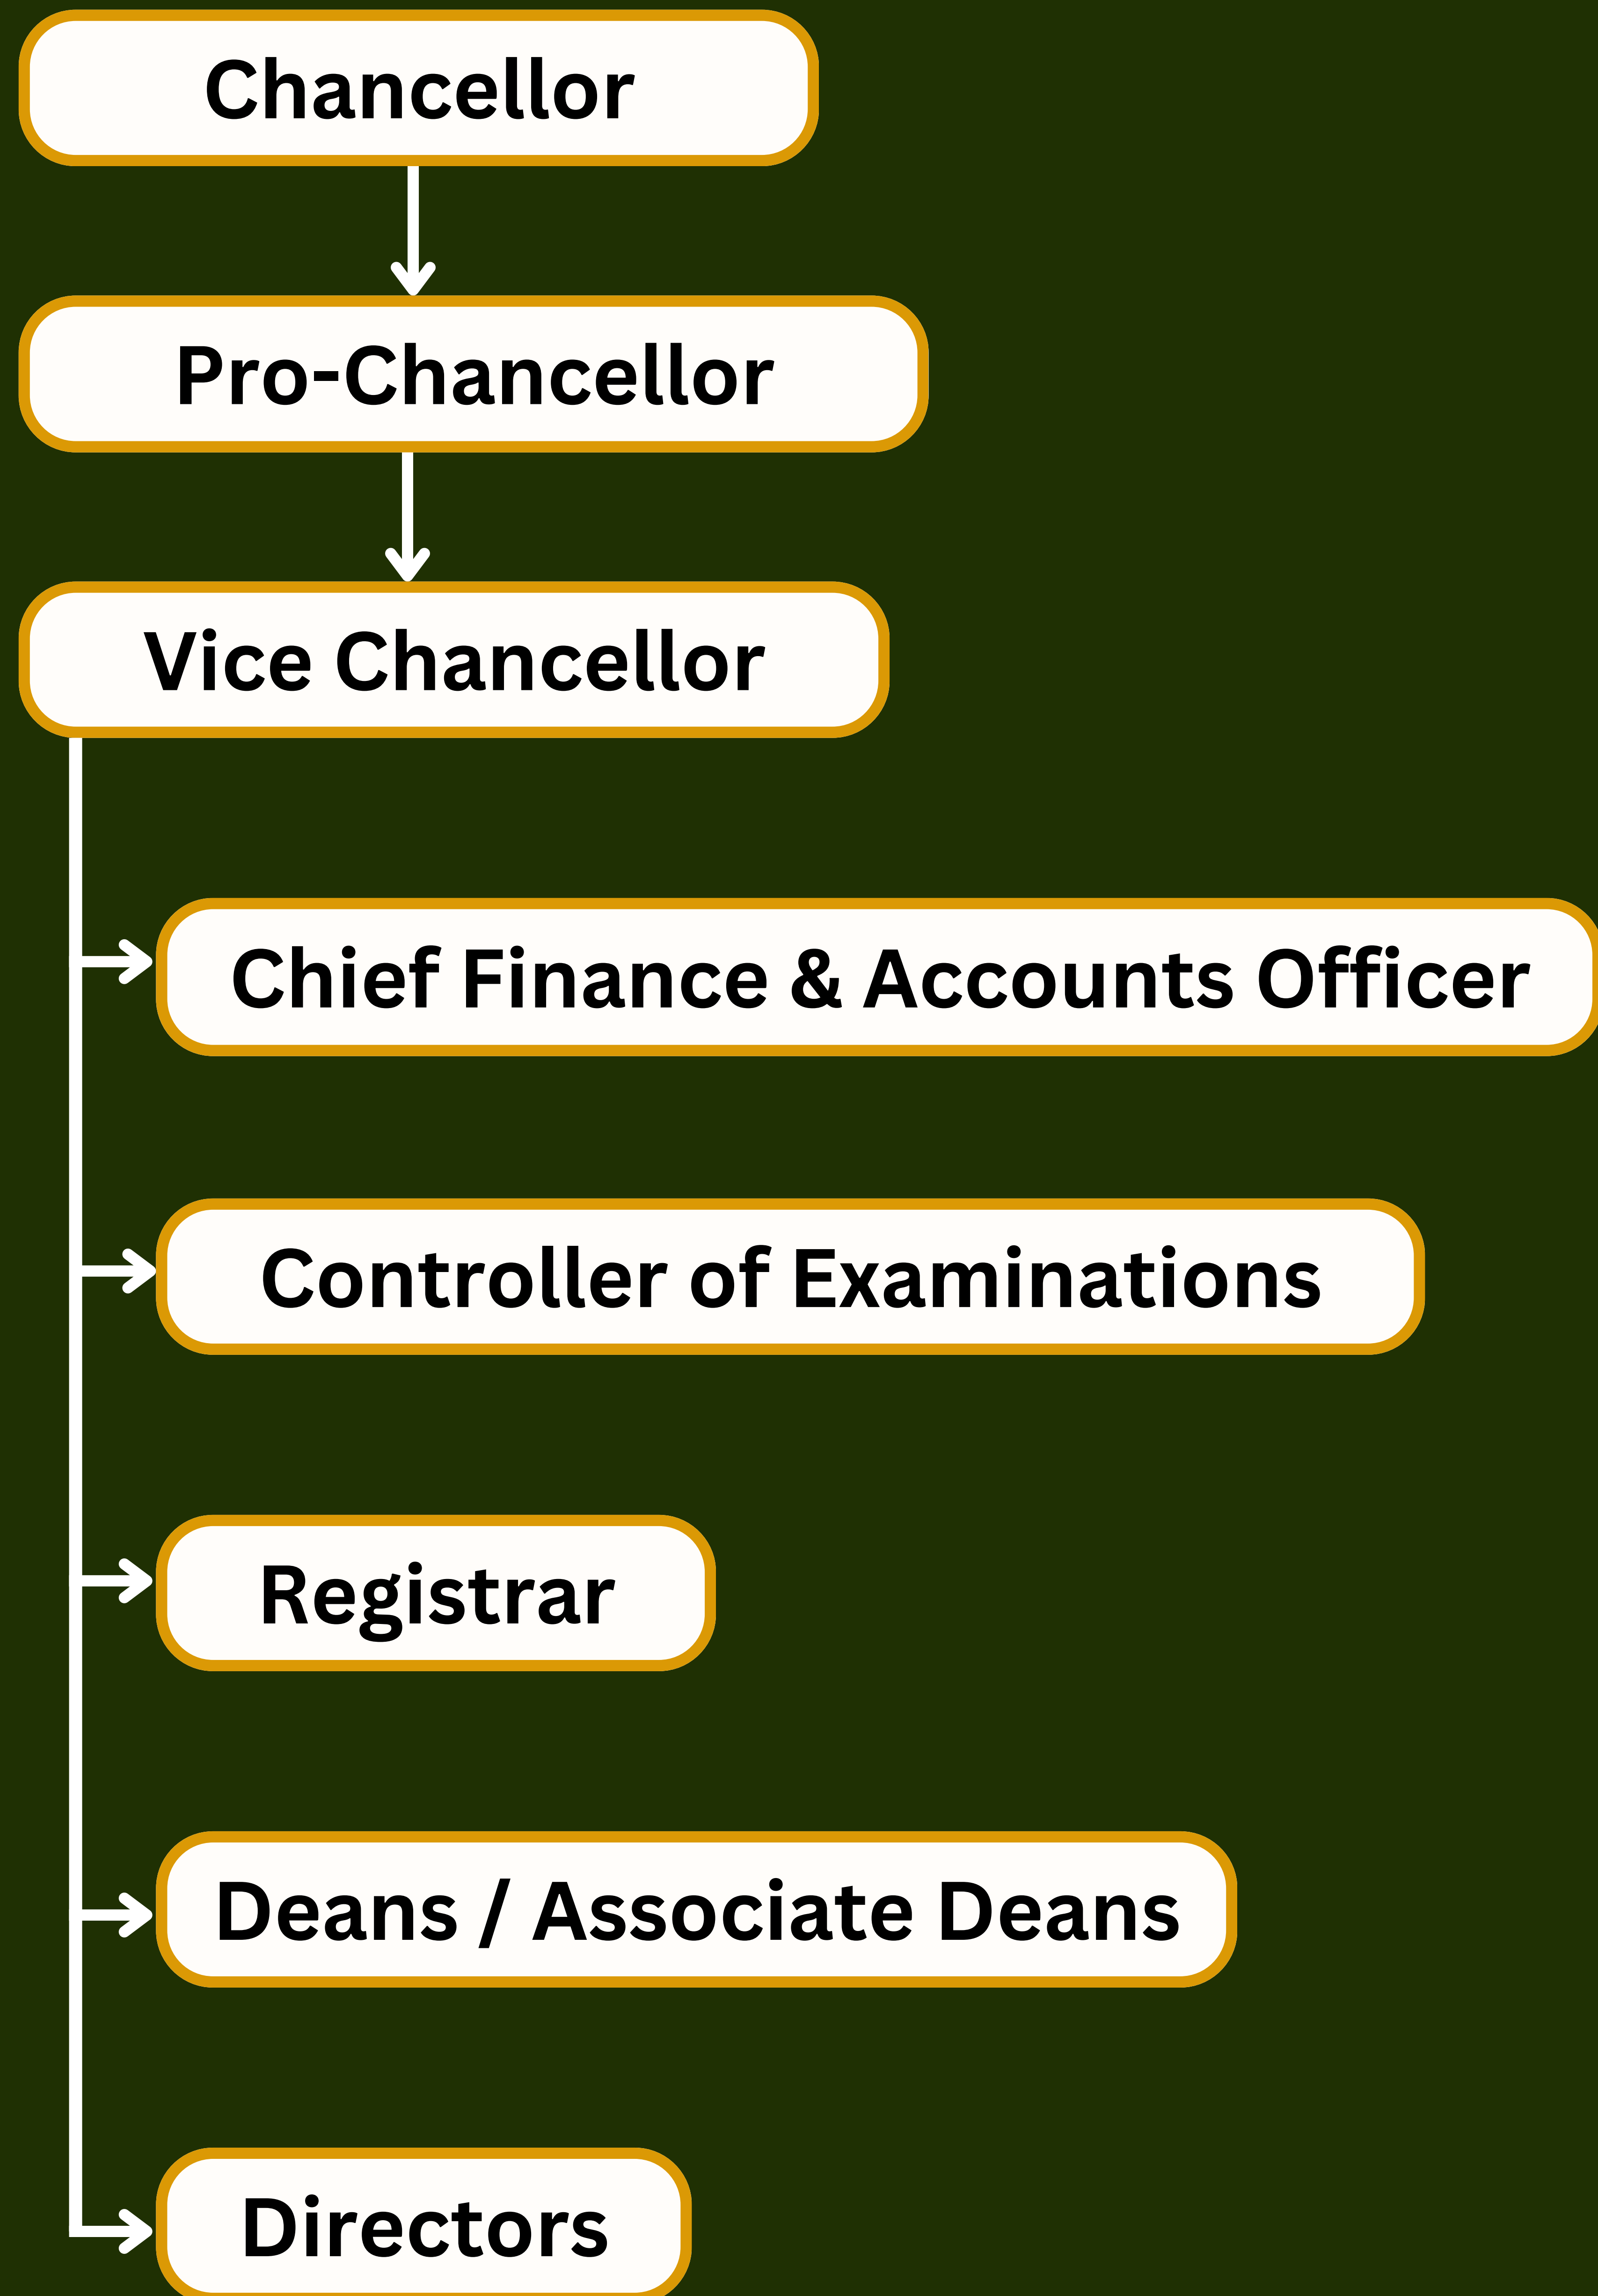 Chancellor
Pro-Chancellor
Vice Chancellor
Chief Finance & Accounts Officer
Controller of Examinations
Registrar
Deans / Associate Deans
Directors